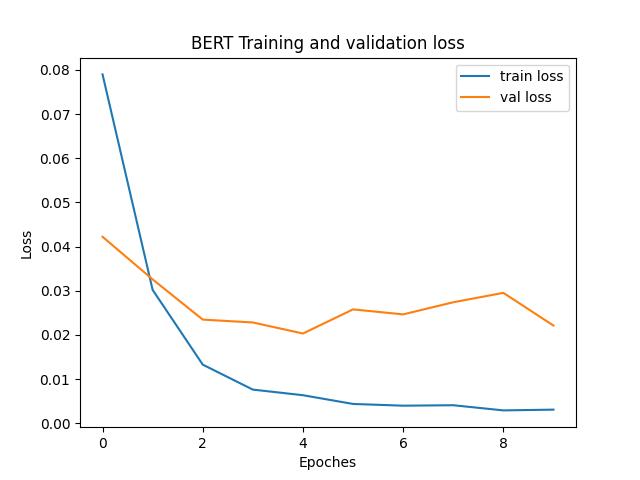 BERT Training and validation loss
train loss
val loss
0.08
0.07
0.06
0.05
0.04
0.03
0.02
0.01
0.00
Loss
0 2 4 6 8
Epoches